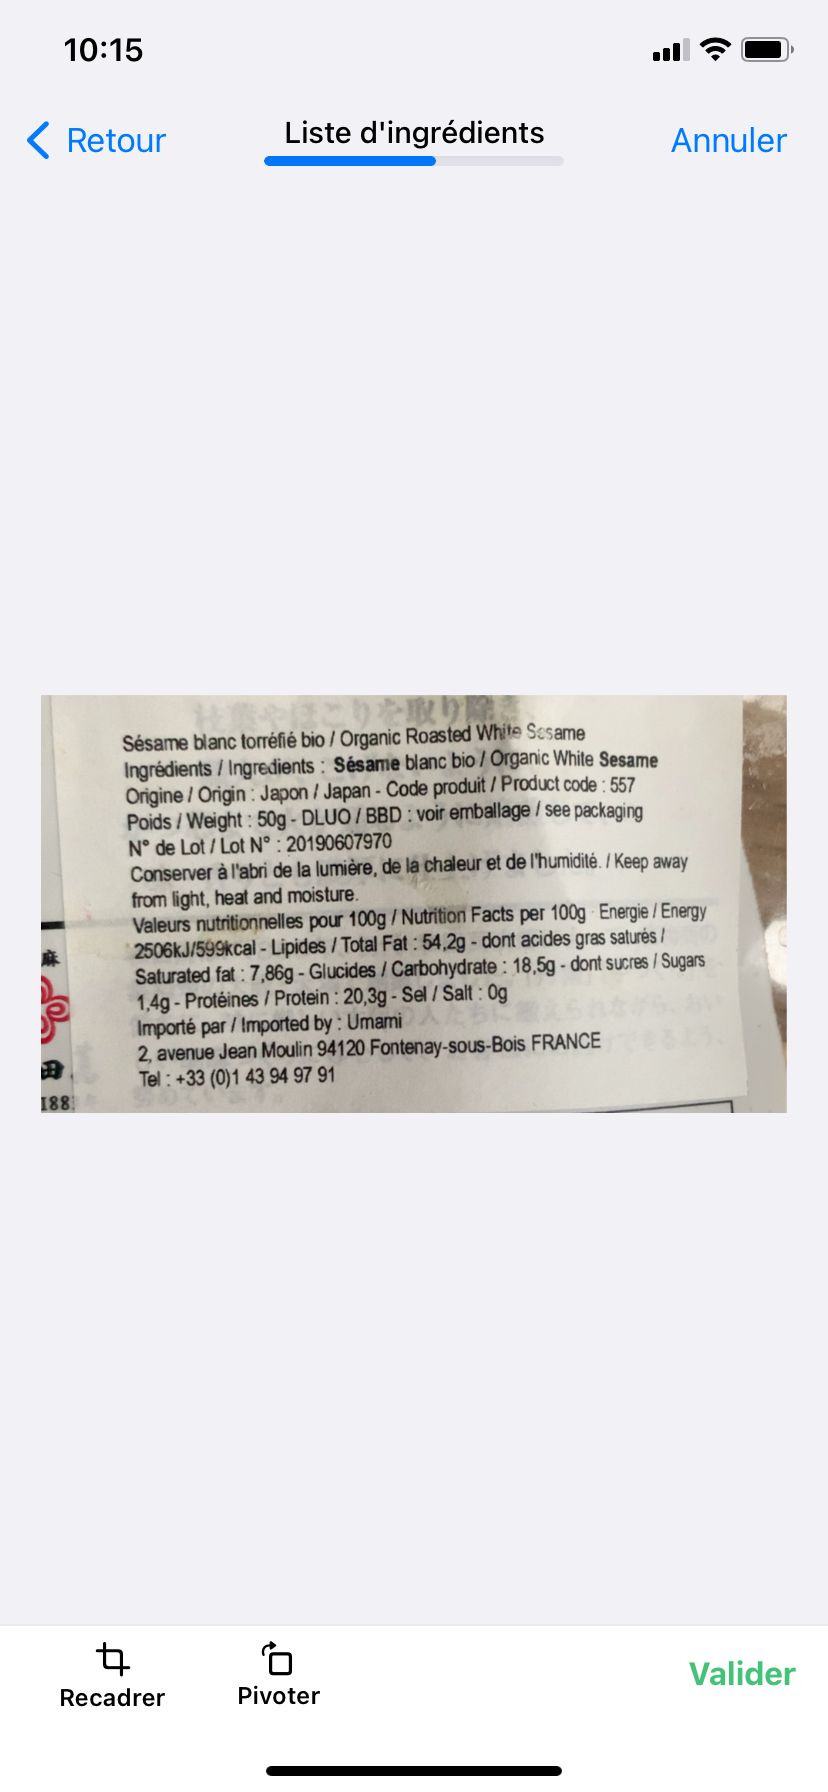 10:15
Retour
Liste d'ingrédients
Annuler
Sésame blanc torréfié bio / Organic Roasted White Sesame
Ingrédients / Ingredients : Sésame blanc bio / Organic White Sesame
Origine / Origin : Japon / Japan - Code produit / Product code : 557
Poids / Weight : 50g - DLUO / BBD : voir emballage / see packaging
N° de Lot / Lot N° : 20190607970
Conserver à l'abri de la lumière, de la chaleur et de l'humidité. / Keep away
from light, heat and moisture.
Valeurs nutritionnelles pour 100g / Nutrition Facts per 100g - Energie / Energy
2506kJ/599kcal - Lipides / Total Fat : 54,2g - dont acides gras saturés /
Saturated fat : 7,86g - Glucides / Carbohydrate : 18,5g - dont sucres / Sugars
1,4g - Protéines / Protein : 20,3g - Sel / Salt : 0g
Importé par / Imported by : Umami
2, avenue Jean Moulin 94120 Fontenay-sous-Bois FRANCE
Tel : +33 (0)1 43 94 97 91
麻
田
188
Recadrer
Pivoter
Valider